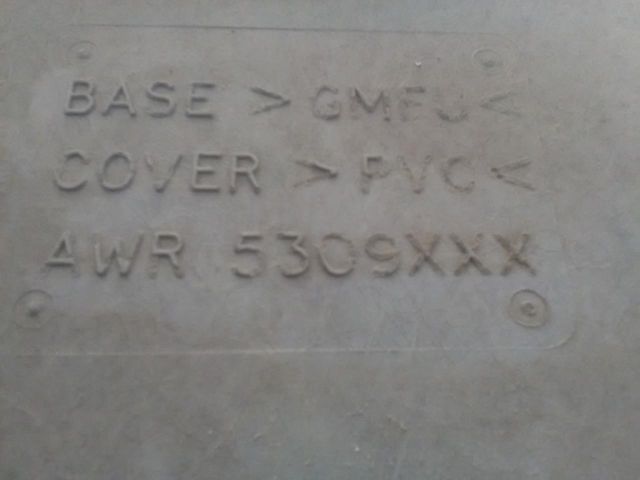 BASE >GMFU<
COVER >PVC<
AWR 5309XXX